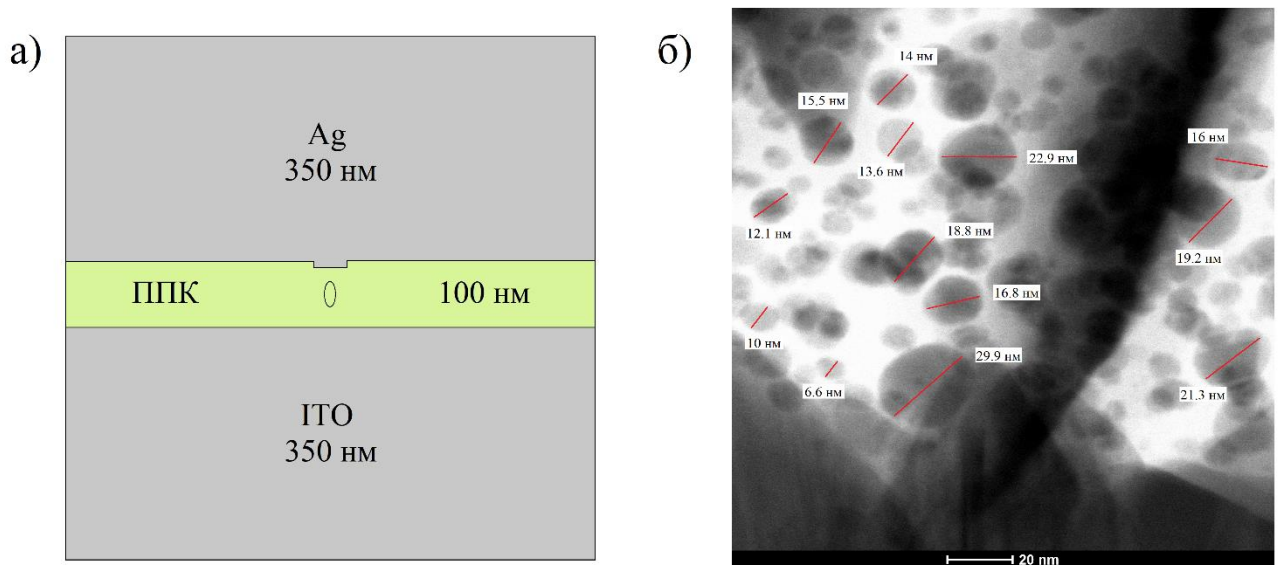 а)
Ag
350 нм
ППК
100 нм
ITO
350 нм
б)
14 нм
15,5 нм
13,6 нм
22,9 нм
16 нм
12.1 нм
18.8 нм
19.2 нм
16.8 нм
10 нм
29.9 нм
6.6 нм
21.3 нм
20 nm